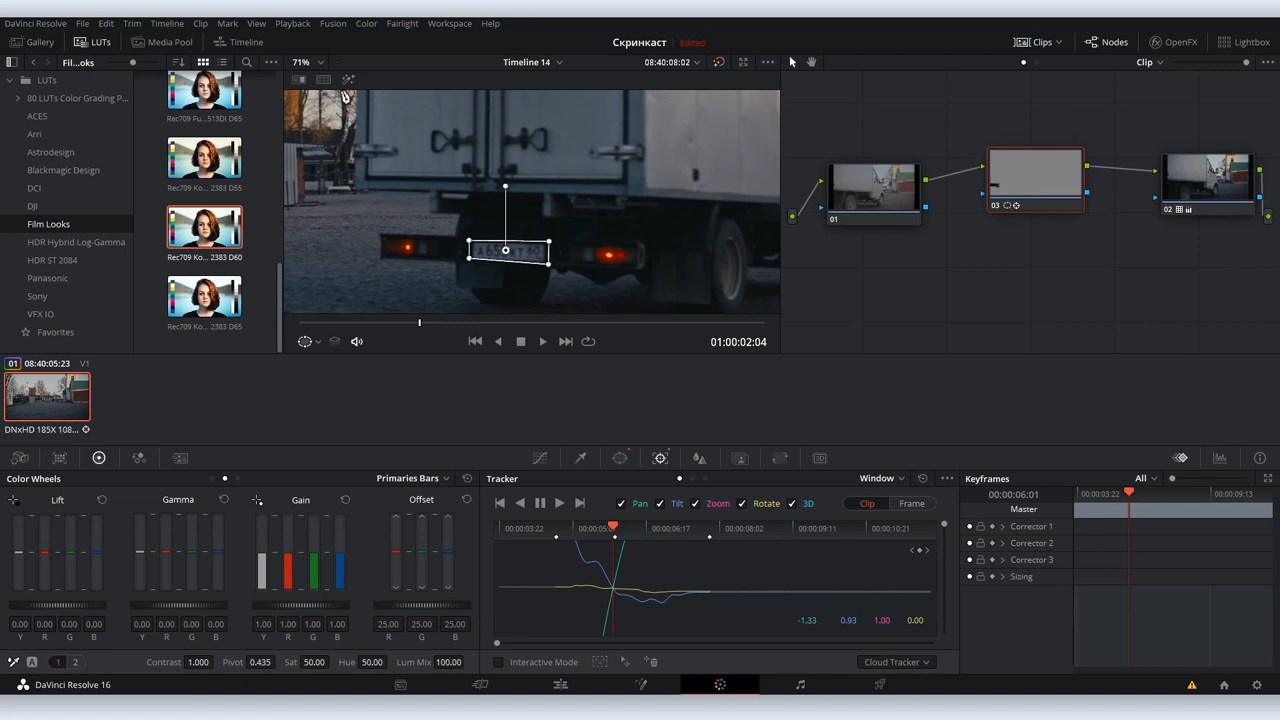 DaVinci Resolve File Edit Trim Timeline Clip Mark View Playback Fusion Color Fairlight Workspace Help
Gallery LUTs Media Pool Timeline Скринкаст Edited Clips Nodes OpenFX Lightbox
Fil...oks 71% Timeline 14 08:40:08:02 Clip
LUTs
80 LUTs Color Grading P...
ACES
Arri
Astrodesign
Blackmagic Design
DCI
DJI
Film Looks
HDR Hybrid Log-Gamma
HDR ST 2084
Panasonic
Sony
VFX IO
Favorites
Rec709 Fu...513DI D65
Rec709 Ko... 2383 D55
Rec709 Ko... 2383 D60
Rec709 Ko... 2383 D65
01
03
02
01:00:02:04
01 08:40:05:23 V1
DNxHD 185X 108...
3D
Color Wheels Primaries Bars
Lift Gamma Gain Offset
0.00 0.00 0.00 0.00 0.00 0.00 0.00 0.00 1.00 1.00 1.00 1.00 25.00 25.00 25.00
Y R G B Y R G B Y R G B R G B
A 1 2 Contrast 1.000 Pivot 0.435 Sat 50.00 Hue 50.00 Lum Mix 100.00
Tracker Window
Pan Tilt Zoom Rotate 3D Clip Frame
00:00:03:22 00:00:05: 00:00:06:17 00:00:08:02 00:00:09:11 00:00:10:21
-1.33 0.93 1.00 0.00
Interactive Mode Cloud Tracker
Keyframes All
00:00:06:01 00:00:03:22 00:00:09:13
Master
Corrector 1
Corrector 2
Corrector 3
Sizing
DaVinci Resolve 16